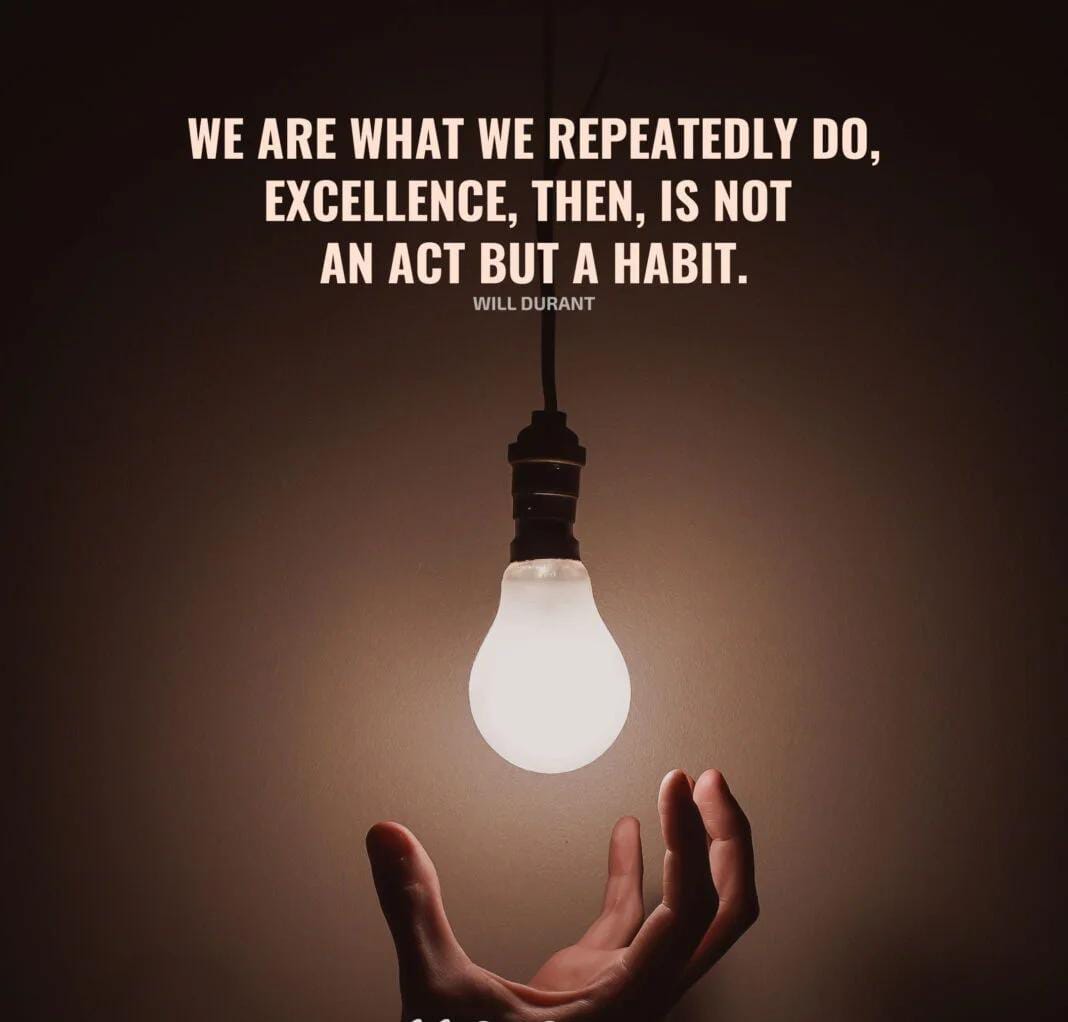 WE ARE WHAT WE REPEATEDLY DO,
EXCELLENCE, THEN, IS NOT
AN ACT BUT A HABIT.
WILL DURANT